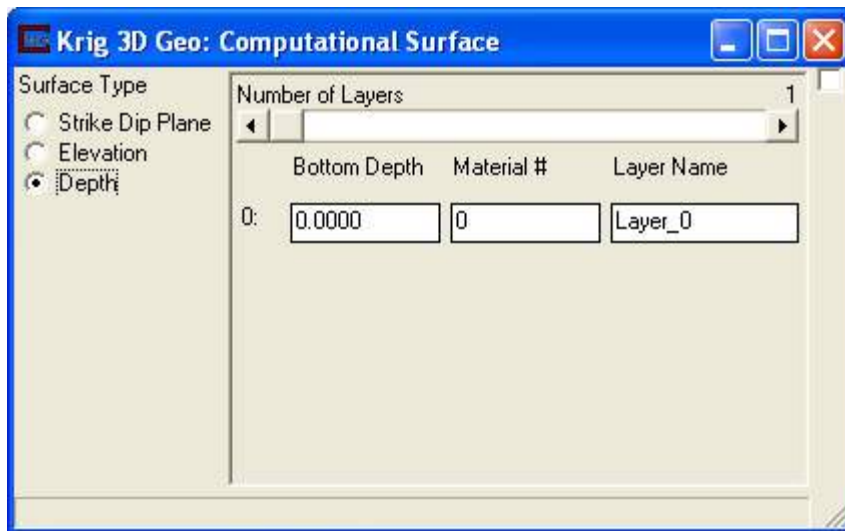 Krig 3D Geo: Computational Surface
Surface Type
Strike Dip Plane
Elevation
Depth
Number of Layers 1
Bottom Depth Material # Layer Name
0: 0.0000 0 Layer_0